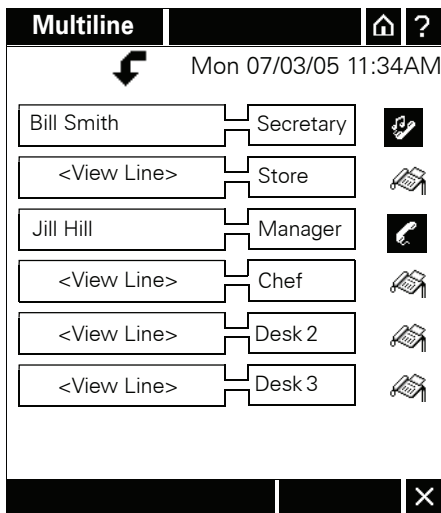 Multiline ?
Mon 07/03/05 11:34AM
Bill Smith Secretary
<View Line> Store
Jill Hill Manager
<View Line> Chef
<View Line> Desk 2
<View Line> Desk 3